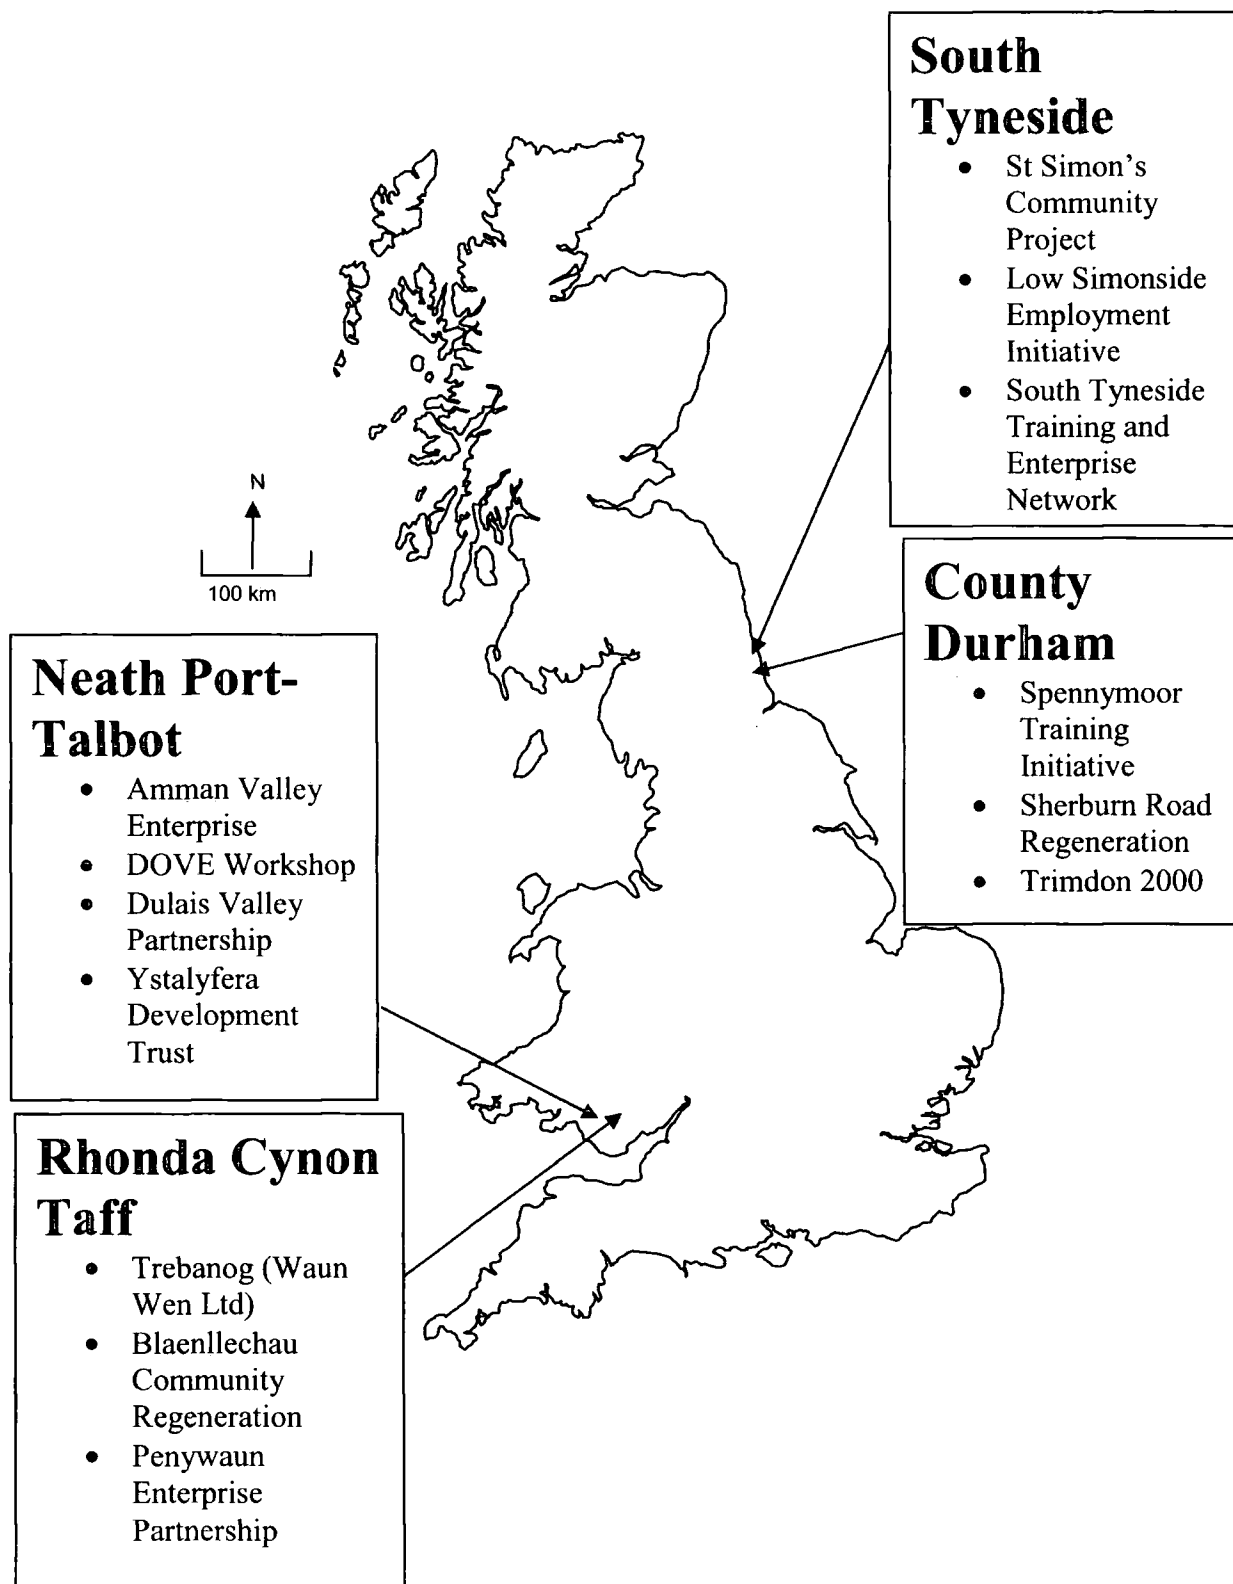 South
Tyneside
• St Simon's
Community
Project
• Low Simonside
Employment
Initiative
• South Tyneside
Training and
Enterprise
Network
N
100 km
County
Durham
• Spennymoor
Training
Initiative
• Sherburn Road
Regeneration
• Trimdon 2000
Neath Port-
Talbot
• Amman Valley
Enterprise
• DOVE Workshop
• Dulais Valley
Partnership
• Ystalyfera
Development
Trust
Rhonda Cynon
Taff
• Trebanog (Waun
Wen Ltd)
• Blaenllechau
Community
Regeneration
• Penywaun
Enterprise
Partnership